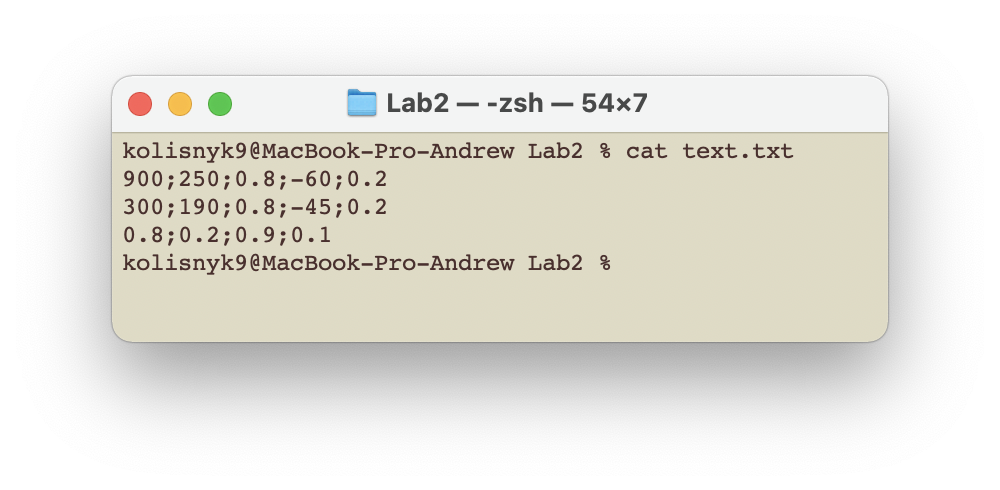 Lab2 — -zsh — 54×7
kolisnyk9@MacBook-Pro-Andrew Lab2 % cat text.txt
900;250;0.8;-60;0.2
300;190;0.8;-45;0.2
0.8;0.2;0.9;0.1
kolisnyk9@MacBook-Pro-Andrew Lab2 %